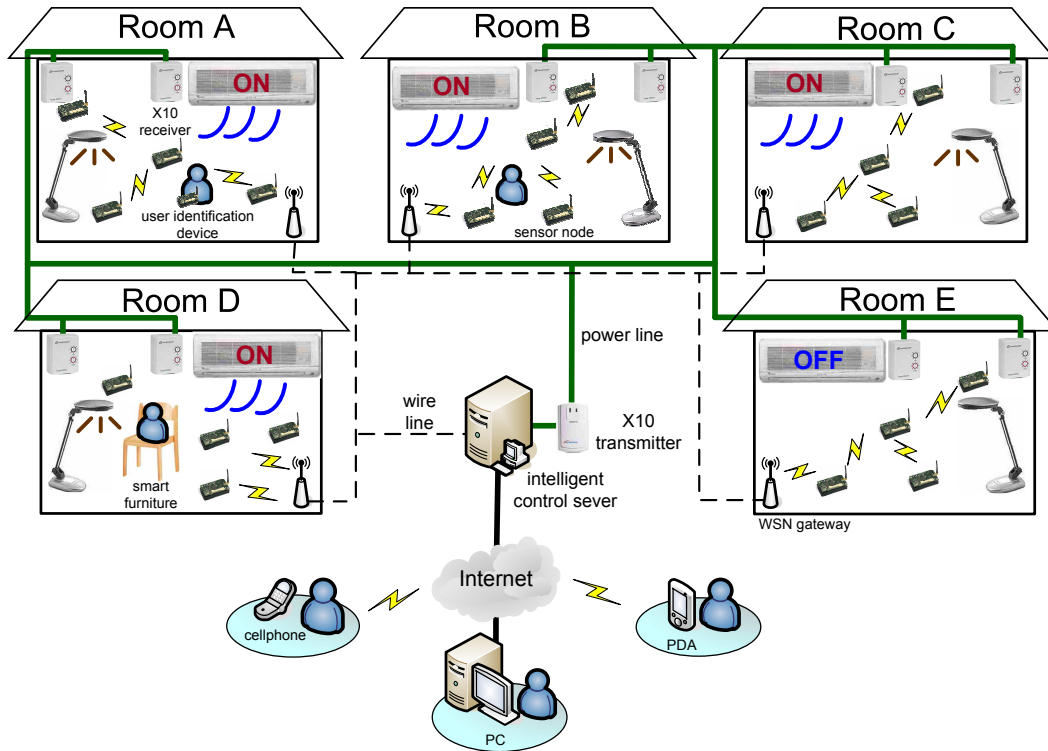 Room A
Room B
Room C
ON
ON
ON
X10
receiver
user identification
device
sensor node
Room D
Room E
power line
ON
OFF
wire
line
X10
transmitter
smart
furniture
intelligent
control sever
WSN gateway
Internet
cellphone
PDA
PC